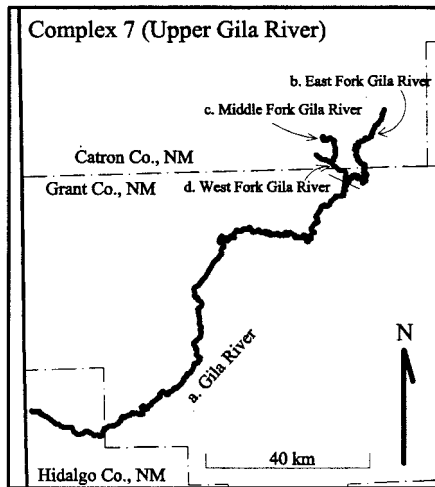 Complex 7 (Upper Gila River)
b. East Fork Gila River
c. Middle Fork Gila River
Catron Co., NM
Grant Co., NM
d. West Fork Gila River
a. Gila River
N
40 km
Hidalgo Co., NM